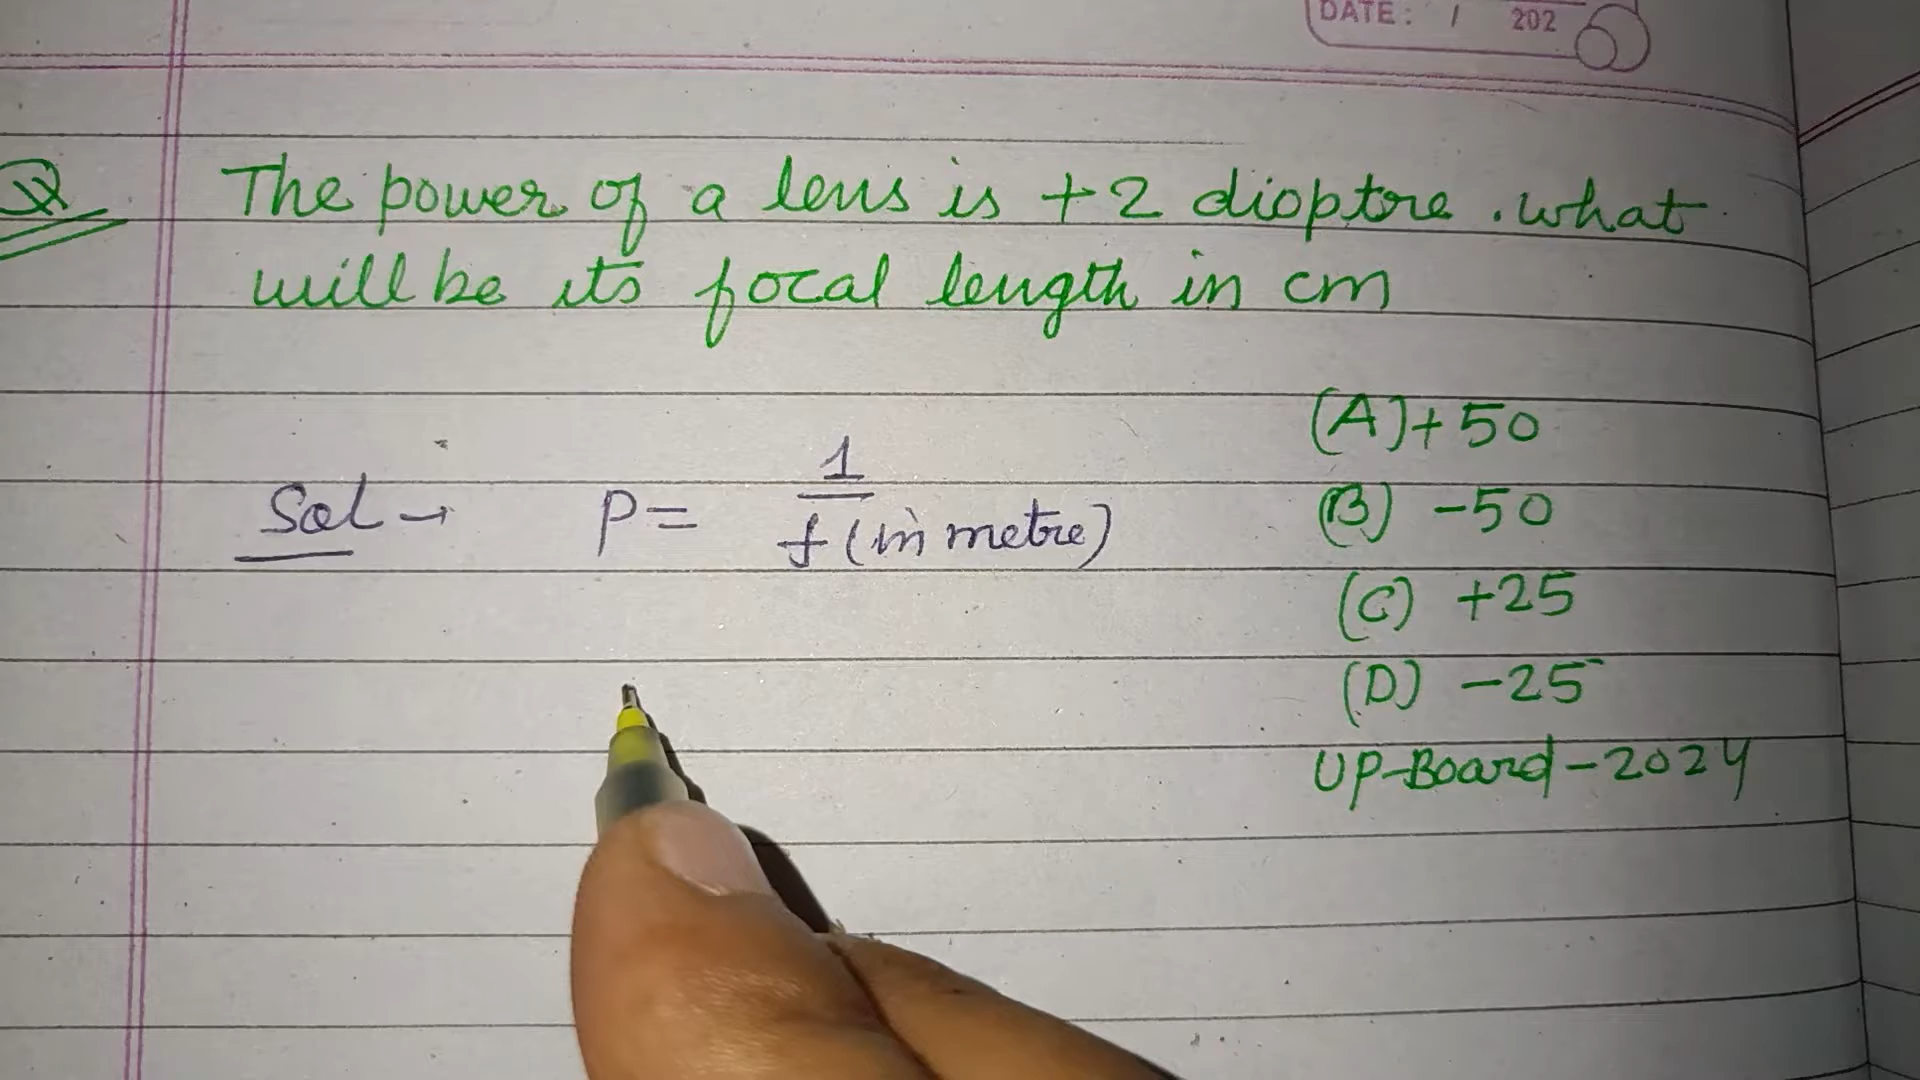 DATE: / 202
Q The power of a lens is +2 dioptre. what
will be its focal length in cm
(A) +50
Sol → P = 1 / f (in metre)
(B) -50
(C) +25
(D) -25
UP-Board-2024